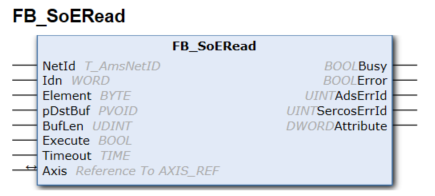 FB_SoERead
FB_SoERead
NetId T_AmsNetID BOOL Busy
Idn WORD BOOL Error
Element BYTE UINT AdsErrId
pDstBuf PVOID UINT SercosErrId
BufLen UDINT DWORD Attribute
Execute BOOL
Timeout TIME
Axis Reference To AXIS_REF